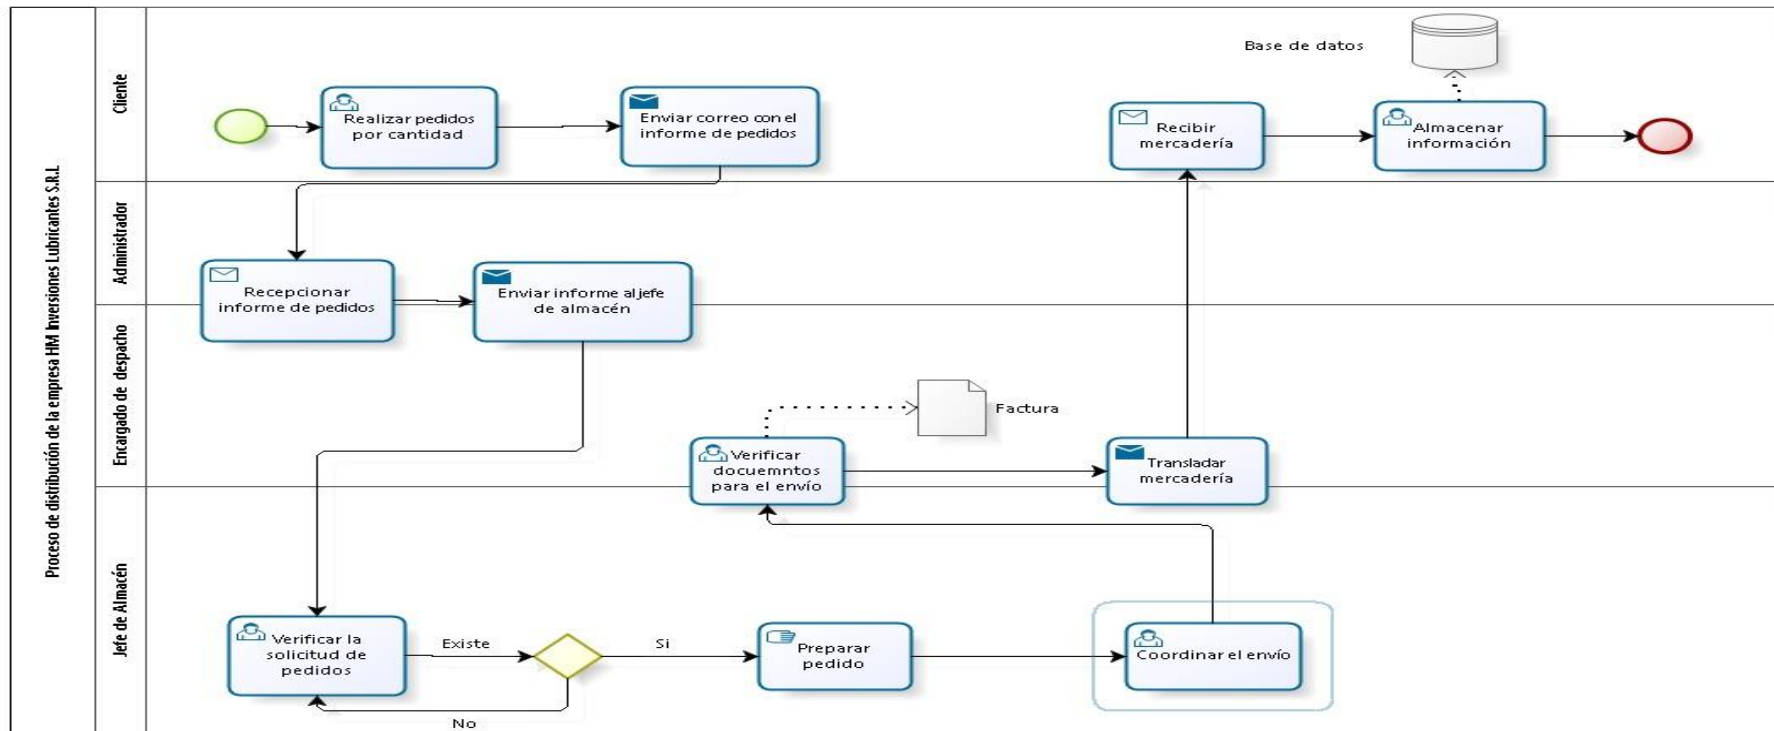 Proceso de distribución de la empresa HM Inversiones Lubricantes S.R.L
Cliente
Realizar pedidos
por cantidad
Enviar correo con el
informe de pedidos
Recibir
mercadería
Almacenar
información
Base de datos
Administrador
Recepcionar
informe de pedidos
Enviar informe al jefe
de almacén
Encargado de despacho
Factura
Verificar
docuemntos
para el envío
Transladar
mercadería
Jefe de Almacén
Verificar la
solicitud de
pedidos
Existe
Si
No
Preparar
pedido
Coordinar el envío